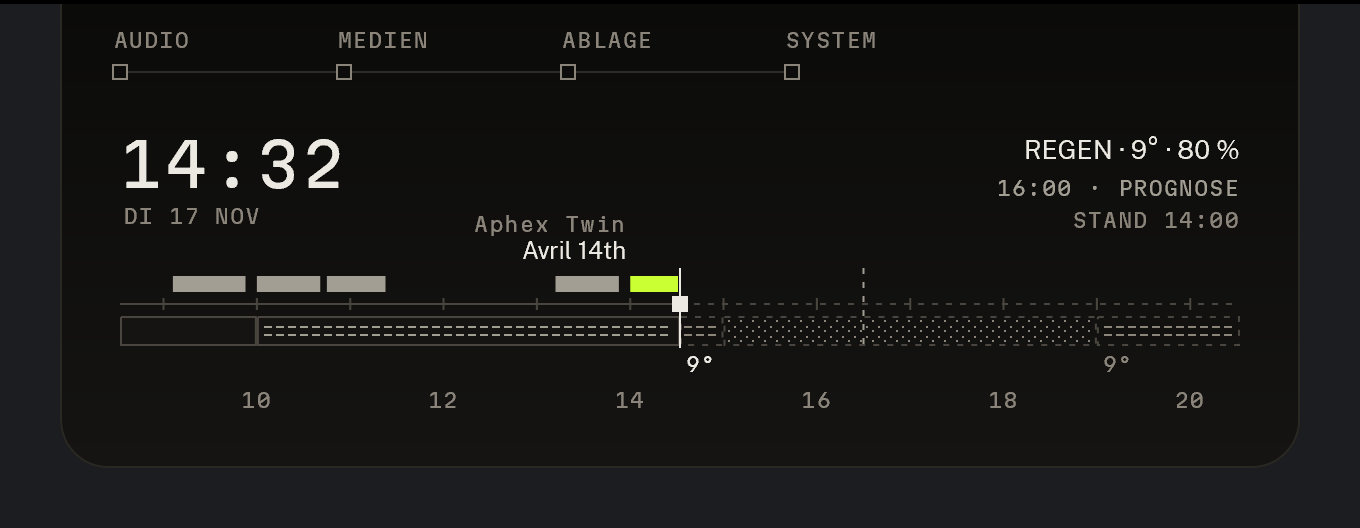 AUDIO MEDIEN ABLAGE SYSTEM
14:32
DI 17 NOV
REGEN · 9° · 80 %
16:00 · PROGNOSE
STAND 14:00
Aphex Twin
Avril 14th
9° 9°
10 12 14 16 18 20